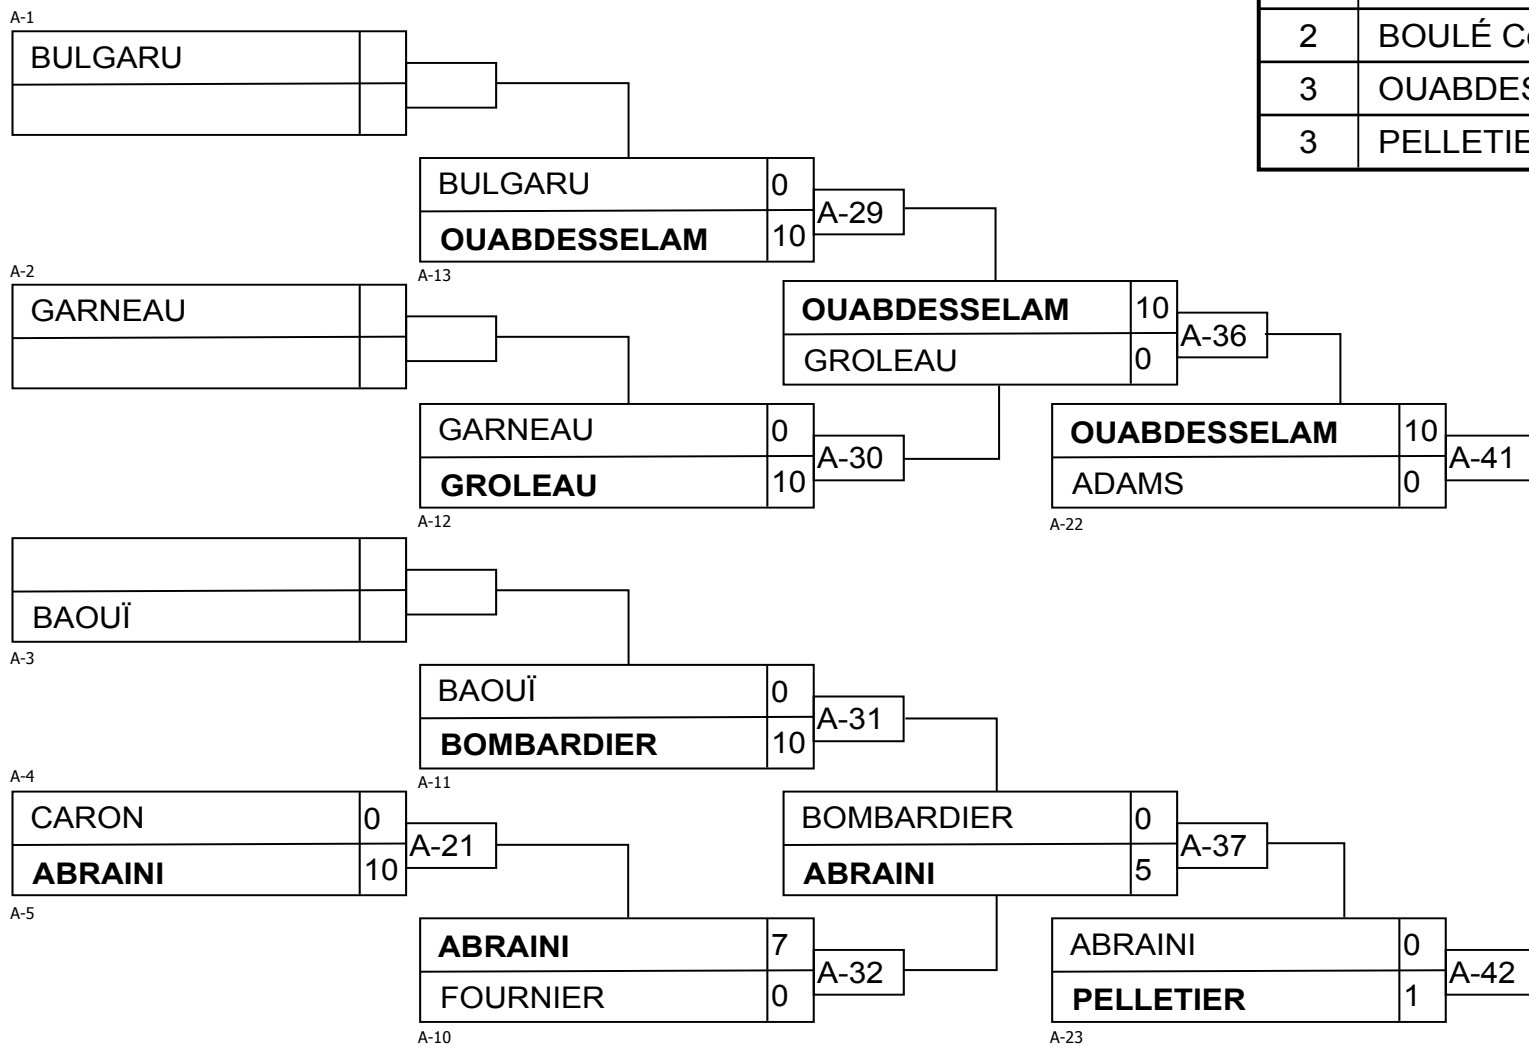 A-1
BULGARU
2 BOULÉ
3
3
BULGARU 0
OUABDESSELAM 10
A-29
A-13
A-2
GARNEAU
OUABDESSELAM 10
GROLEAU 0
A-36
GARNEAU 0
GROLEAU 10
A-30
A-12
OUABDESSELAM 10
ADAMS 0
A-41
A-22
BAOUÏ
A-3
BAOUÏ 0
BOMBARDIER 10
A-31
A-11
A-4
CARON 0
ABRAINI 10
A-21
A-5
BOMBARDIER 0
ABRAINI 5
A-37
ABRAINI 7
FOURNIER 0
A-32
A-10
ABRAINI 0
PELLETIER 1
A-42
A-23